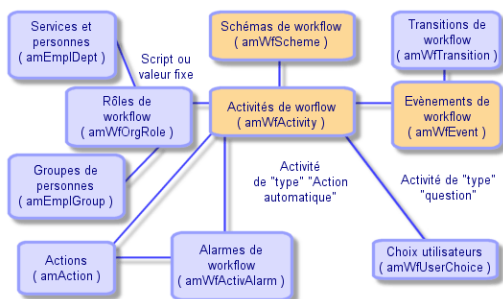 Services et
personnes
( amEmplDept )
Schémas de workflow
( amWfScheme )
Transitions de
workflow
( amWfTransition )
Script ou
valeur fixe
Rôles de
workflow
( amWfOrgRole )
Activités de worflow
( amWfActivity )
Evènements de
workflow
( amWfEvent )
Groupes de
personnes
( amEmplGroup )
Activité
de "type" "Action
automatique"
Activité de "type"
"question"
Actions
( amAction )
Alarmes de
workflow
( amWfActivAlarm )
Choix utilisateurs
( amWfUserChoice )